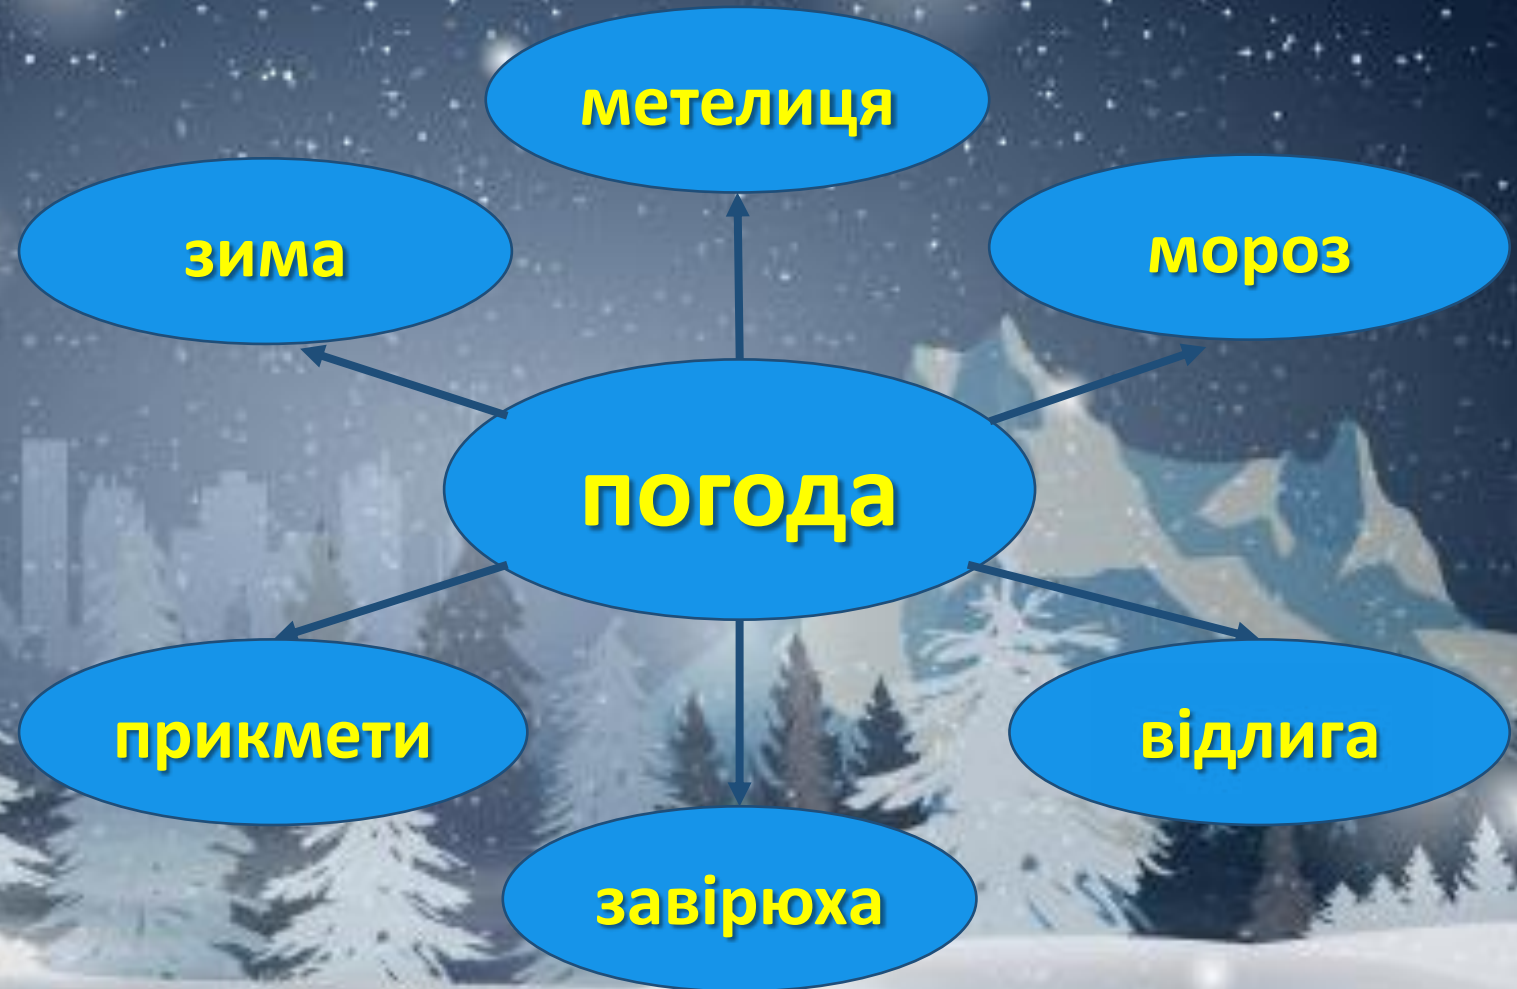 метелиця
зима
мороз
погода
прикмети
відлига
завірюха